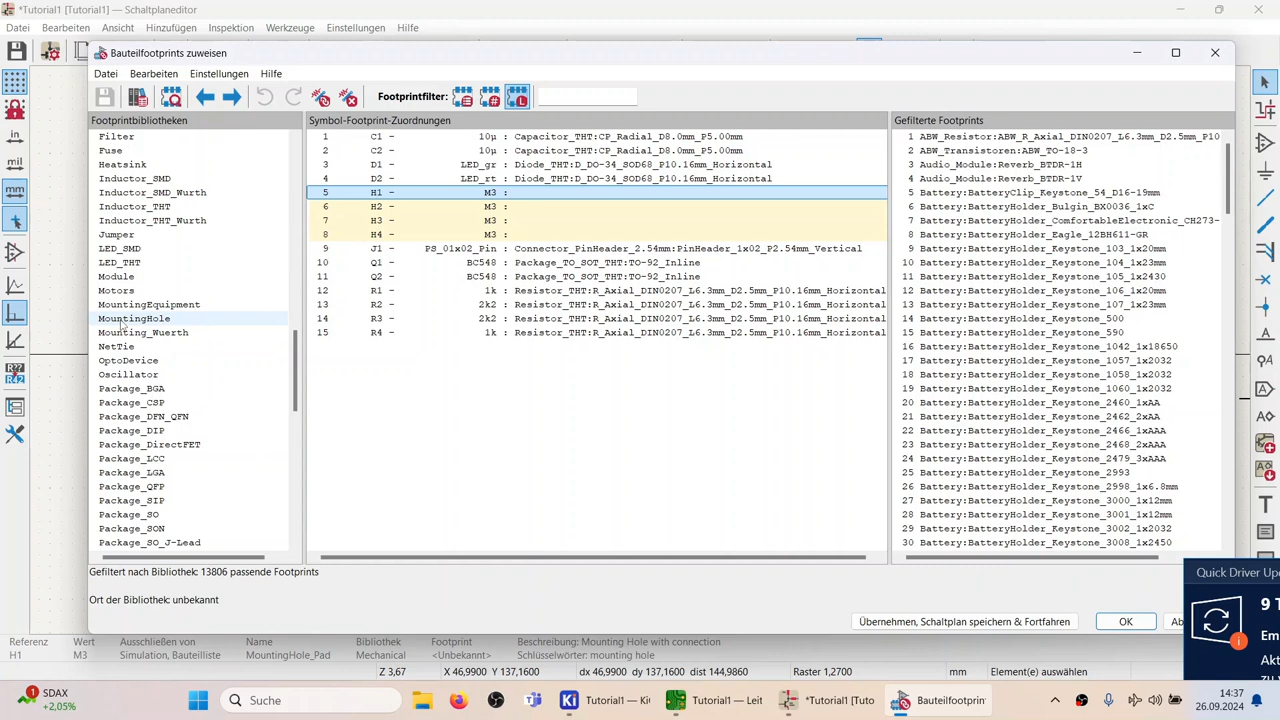 *Tutorial1 [Tutorial1] — Schaltplaneditor
Datei Bearbeiten Ansicht Hinzufügen Inspektion Werkzeuge Einstellungen Hilfe
Bauteilfootprints zuweisen
Datei Bearbeiten Einstellungen Hilfe
Footprintfilter:
Footprintbibliotheken
Filter
Fuse
Heatsink
Inductor_SMD
Inductor_SMD_Wurth
Inductor_THT
Inductor_THT_Wurth
Jumper
LED_SMD
LED_THT
Module
Motors
MountingEquipment
MountingHole
Mounting_Wuerth
NetTie
OptoDevice
Oscillator
Package_BGA
Package_CSP
Package_DFN_QFN
Package_DIP
Package_DirectFET
Package_LCC
Package_LGA
Package_QFP
Package_SIP
Package_SO
Package_SON
Package_SO_J-Lead
Symbol-Footprint-Zuordnungen
1 C1 - 10µ : Capacitor_THT:CP_Radial_D8.0mm_P5.00mm
2 C2 - 10µ : Capacitor_THT:CP_Radial_D8.0mm_P5.00mm
3 D1 - LED_gr : Diode_THT:D_DO-34_SOD68_P10.16mm_Horizontal
4 D2 - LED_rt : Diode_THT:D_DO-34_SOD68_P10.16mm_Horizontal
5 H1 - M3 :
6 H2 - M3 :
7 H3 - M3 :
8 H4 - M3 :
9 J1 - PS_01x02_Pin : Connector_PinHeader_2.54mm:PinHeader_1x02_P2.54mm_Vertical
10 Q1 - BC548 : Package_TO_SOT_THT:TO-92_Inline
11 Q2 - BC548 : Package_TO_SOT_THT:TO-92_Inline
12 R1 - 1k : Resistor_THT:R_Axial_DIN0207_L6.3mm_D2.5mm_P10.16mm_Horizontal
13 R2 - 2k2 : Resistor_THT:R_Axial_DIN0207_L6.3mm_D2.5mm_P10.16mm_Horizontal
14 R3 - 2k2 : Resistor_THT:R_Axial_DIN0207_L6.3mm_D2.5mm_P10.16mm_Horizontal
15 R4 - 1k : Resistor_THT:R_Axial_DIN0207_L6.3mm_D2.5mm_P10.16mm_Horizontal
Gefilterte Footprints
1 ABW_Resistor:ABW_R_Axial_DIN0207_L6.3mm_D2.5mm_P10
2 ABW_Transistoren:ABW_TO-18-3
3 Audio_Module:Reverb_BTDR-1H
4 Audio_Module:Reverb_BTDR-1V
5 Battery:BatteryClip_Keystone_54_D16-19mm
6 Battery:BatteryHolder_Bulgin_BX0036_1xC
7 Battery:BatteryHolder_ComfortableElectronic_CH273-
8 Battery:BatteryHolder_Eagle_12BH611-GR
9 Battery:BatteryHolder_Keystone_103_1x20mm
10 Battery:BatteryHolder_Keystone_104_1x23mm
11 Battery:BatteryHolder_Keystone_105_1x2430
12 Battery:BatteryHolder_Keystone_106_1x20mm
13 Battery:BatteryHolder_Keystone_107_1x23mm
14 Battery:BatteryHolder_Keystone_500
15 Battery:BatteryHolder_Keystone_590
16 Battery:BatteryHolder_Keystone_1042_1x18650
17 Battery:BatteryHolder_Keystone_1057_1x2032
18 Battery:BatteryHolder_Keystone_1058_1x2032
19 Battery:BatteryHolder_Keystone_1060_1x2032
20 Battery:BatteryHolder_Keystone_2460_1xAA
21 Battery:BatteryHolder_Keystone_2462_2xAA
22 Battery:BatteryHolder_Keystone_2466_1xAAA
23 Battery:BatteryHolder_Keystone_2468_2xAAA
24 Battery:BatteryHolder_Keystone_2479_3xAAA
25 Battery:BatteryHolder_Keystone_2993
26 Battery:BatteryHolder_Keystone_2998_1x6.8mm
27 Battery:BatteryHolder_Keystone_3000_1x12mm
28 Battery:BatteryHolder_Keystone_3001_1x12mm
29 Battery:BatteryHolder_Keystone_3002_1x2032
30 Battery:BatteryHolder_Keystone_3008_1x2450
in
mil
mm
R??
R42
Gefiltert nach Bibliothek: 13806 passende Footprints
Ort der Bibliothek: unbekannt
Übernehmen, Schaltplan speichern & Fortfahren OK Ab
Quick Driver Up
9 T
Em
Akt
Referenz Wert Ausschließen von Name Bibliothek Footprint Beschreibung: Mounting Hole with connection
H1 M3 Simulation, Bauteilliste MountingHole_Pad Mechanical <Unbekannt> Schlüsselwörter: mounting hole
Z 3,67 X 46,9900 Y 137,1600 dx 46,9900 dy 137,1600 dist 144,9860 Raster 1,2700 mm Element(e) auswählen
1 SDAX
+2,05%
Suche
Ki Tutorial1 — Ki
Tutorial1 — Leit
*Tutorial1 [Tuto
Bauteilfootprin
14:37
26.09.2024